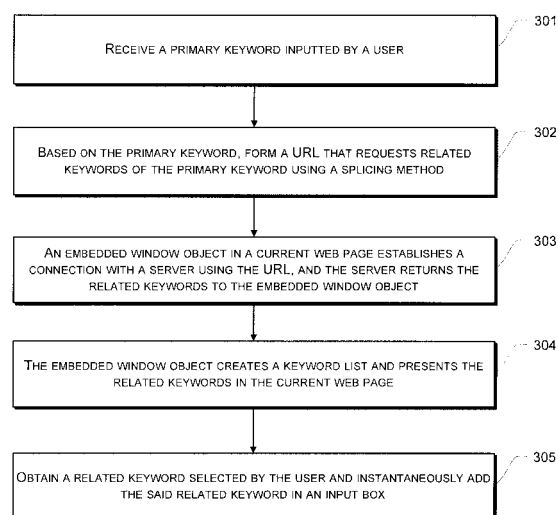 301
RECEIVE A PRIMARY KEYWORD INPUTTED BY A USER
302
BASED ON THE PRIMARY KEYWORD, FORM A URL THAT REQUESTS RELATED
KEYWORDS OF THE PRIMARY KEYWORD USING A SPLICING METHOD
303
AN EMBEDDED WINDOW OBJECT IN A CURRENT WEB PAGE ESTABLISHES A
CONNECTION WITH A SERVER USING THE URL, AND THE SERVER RETURNS THE
RELATED KEYWORDS TO THE EMBEDDED WINDOW OBJECT
304
THE EMBEDDED WINDOW OBJECT CREATES A KEYWORD LIST AND PRESENTS THE
RELATED KEYWORDS IN THE CURRENT WEB PAGE
305
OBTAIN A RELATED KEYWORD SELECTED BY THE USER AND INSTANTANEOUSLY ADD
THE SAID RELATED KEYWORD IN AN INPUT BOX